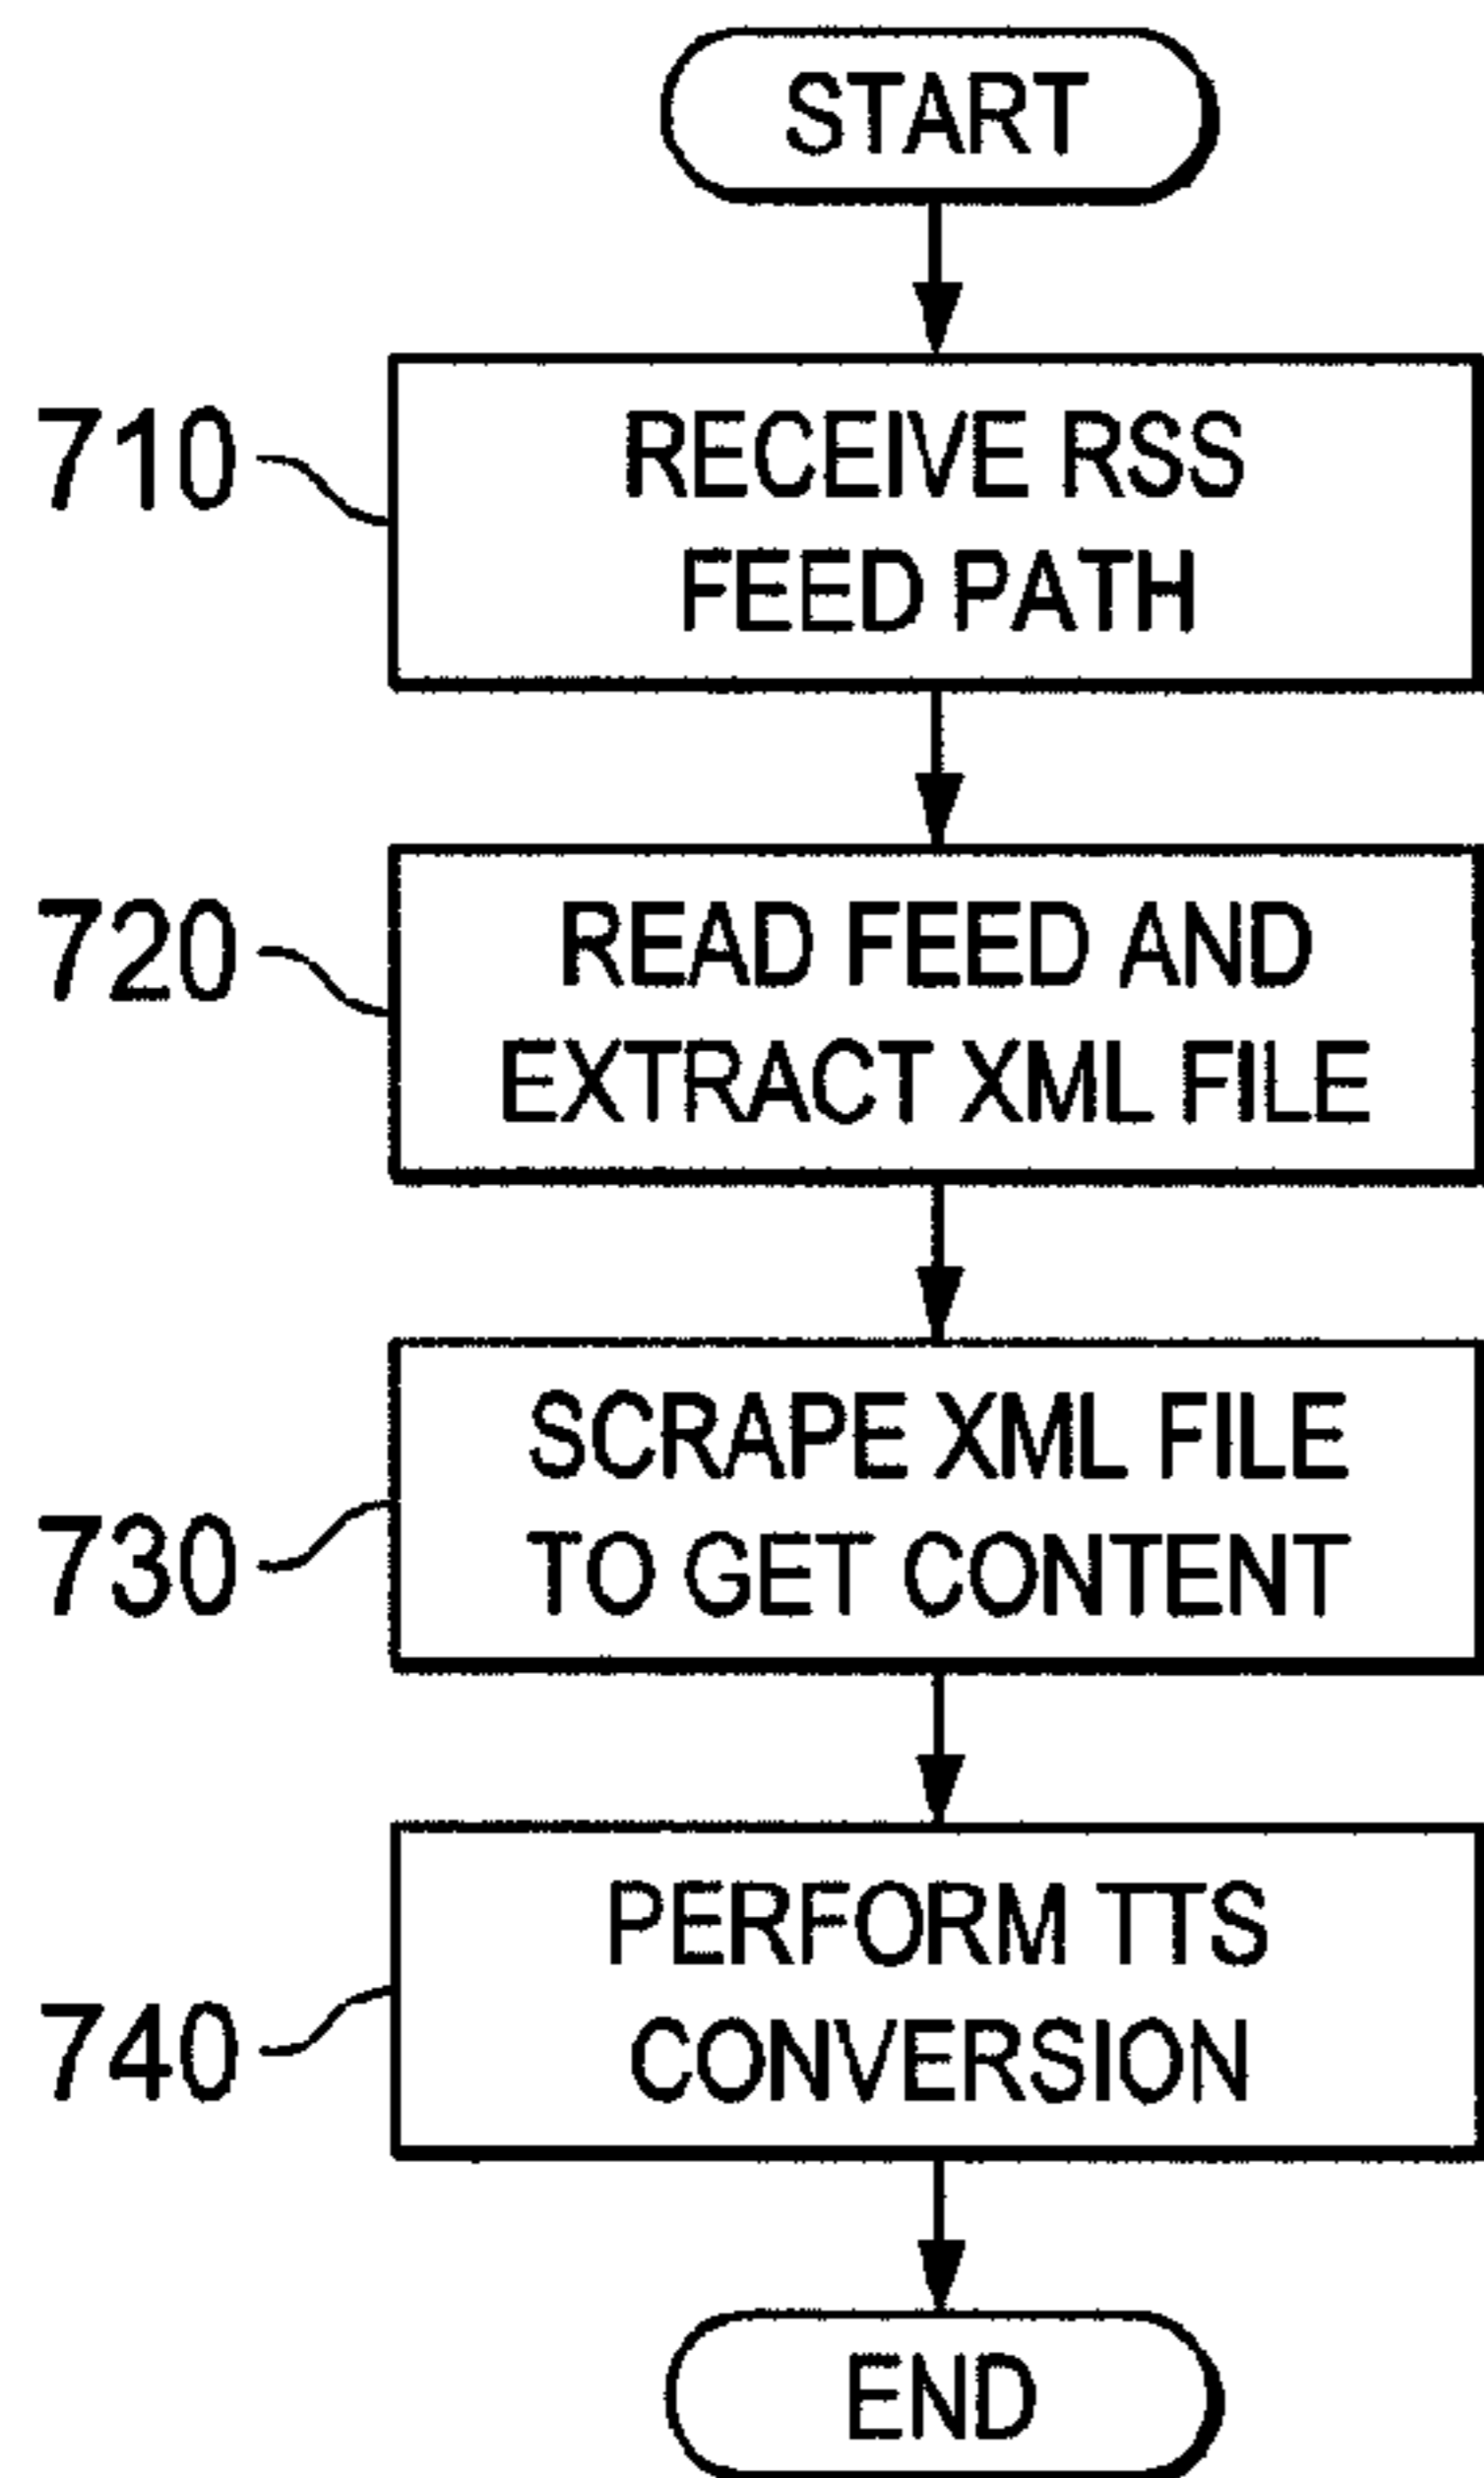 START
710
RECEIVE RSS
FEED PATH
720
READ FEED AND
EXTRACT XML FILE
730
SCRAPE XML FILE
TO GET CONTENT
740
PERFORM TTS
CONVERSION
END